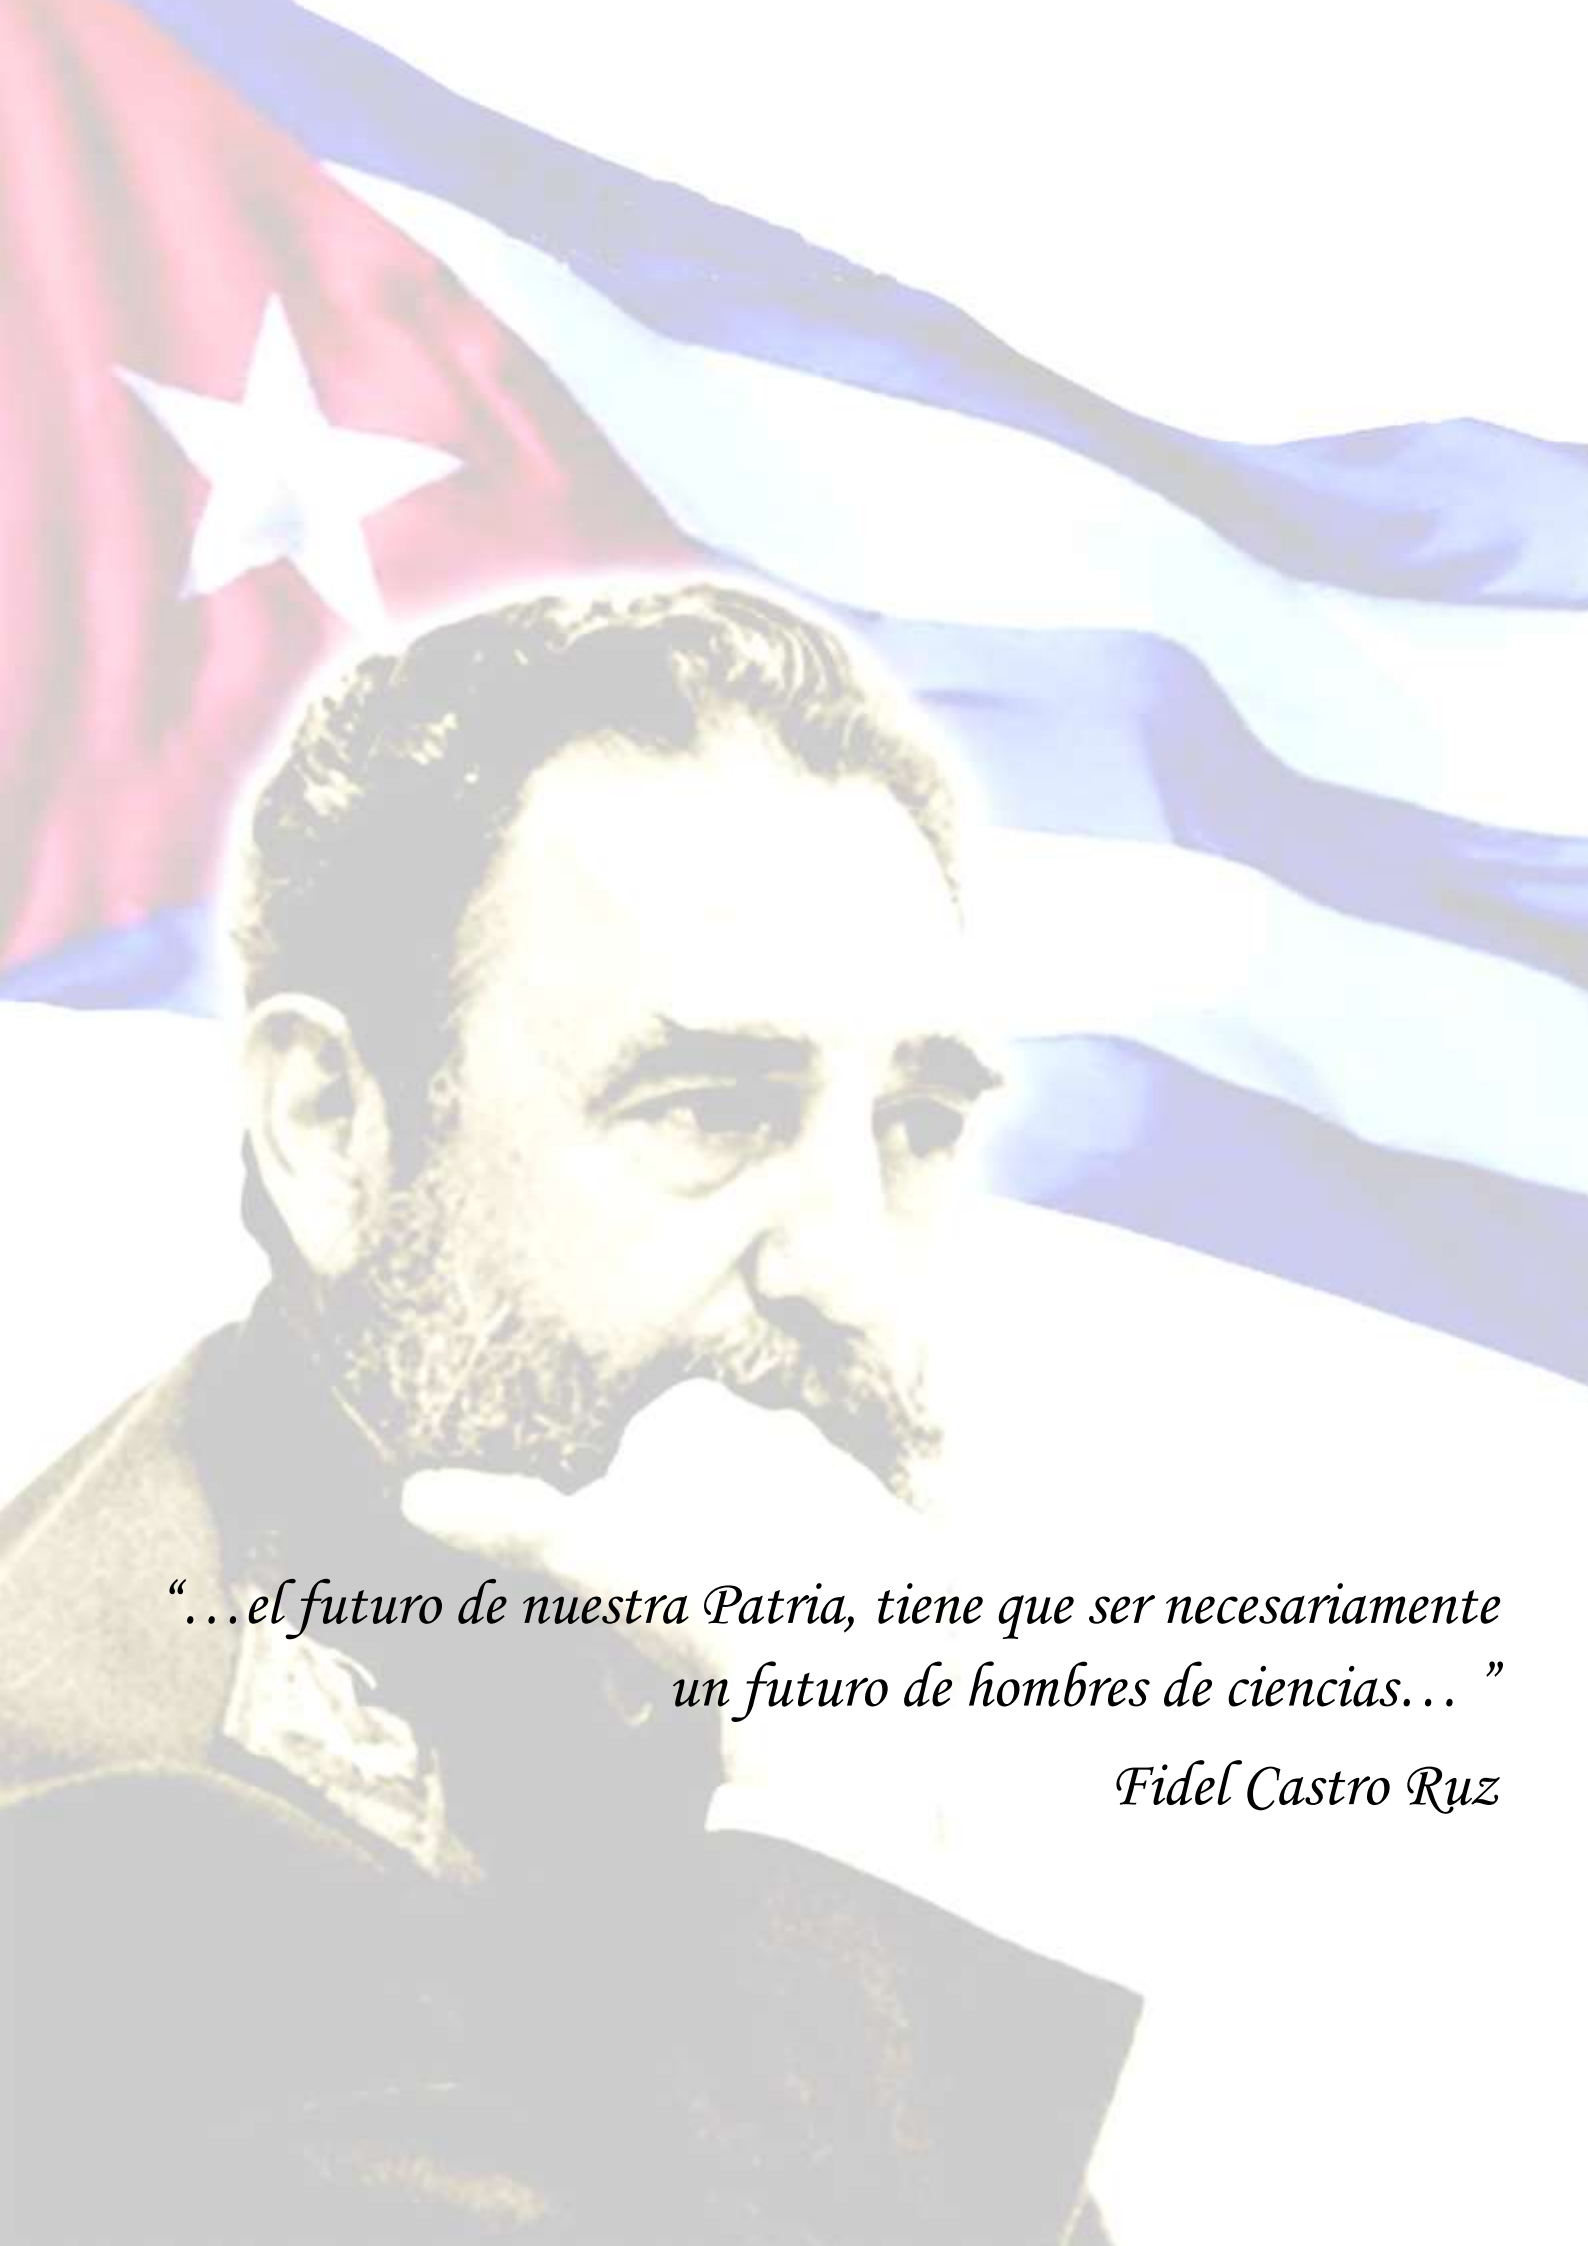 “…el futuro de nuestra Patria, tiene que ser necesariamente
un futuro de hombres de ciencias… ”
Fidel Castro Ruz